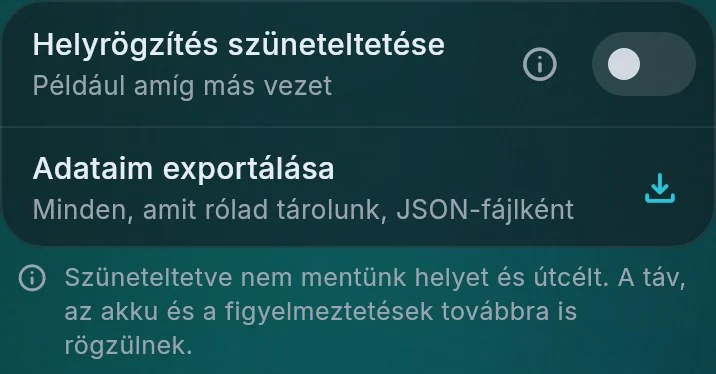 Helyrögzítés szüneteltetése
Például amíg más vezet
Adataim exportálása
Minden, amit rólad tárolunk, JSON-fájlként
Szüneteltetve nem mentünk helyet és útcélt. A táv,
az akku és a figyelmeztetések továbbra is
rögzülnek.